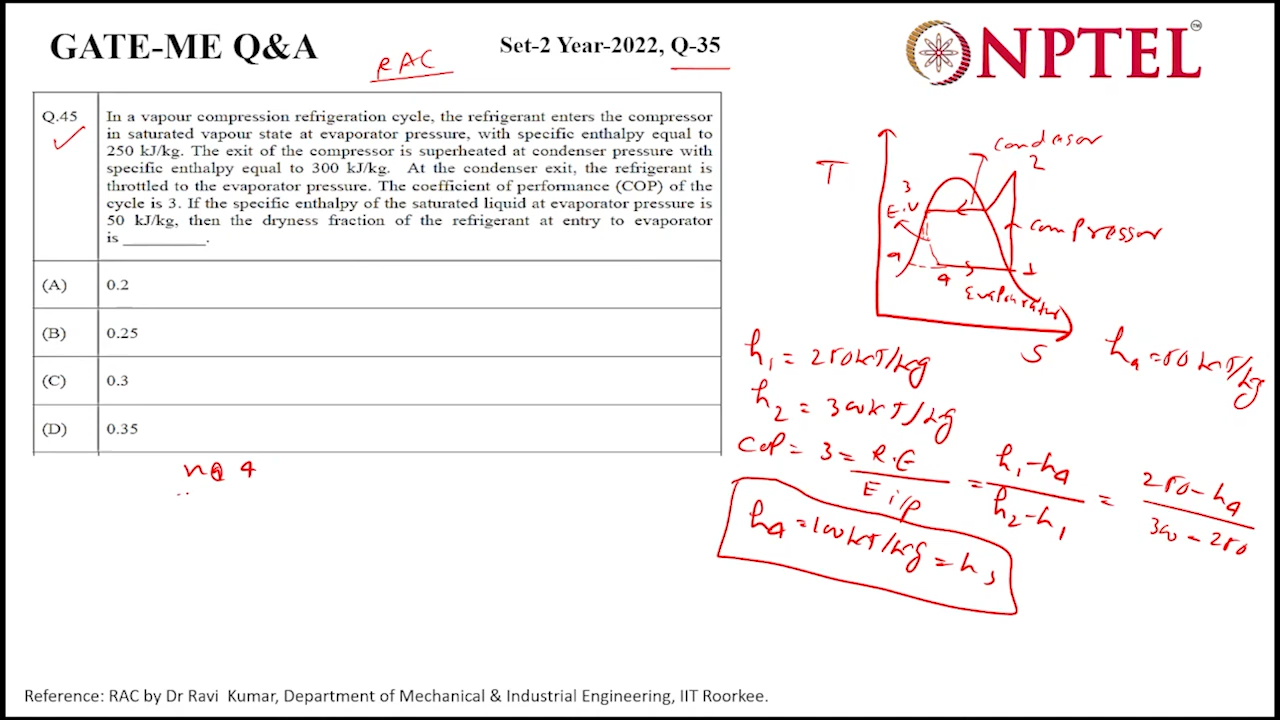 GATE-ME Q&A
Set-2 Year-2022, Q-35
NPTEL
RAC
Q.45
In a vapour compression refrigeration cycle, the refrigerant enters the compressor
in saturated vapour state at evaporator pressure, with specific enthalpy equal to
250 kJ/kg. The exit of the compressor is superheated at condenser pressure with
specific enthalpy equal to 300 kJ/kg. At the condenser exit, the refrigerant is
throttled to the evaporator pressure. The coefficient of performance (COP) of the
cycle is 3. If the specific enthalpy of the saturated liquid at evaporator pressure is
50 kJ/kg, then the dryness fraction of the refrigerant at entry to evaporator
is __________.
(A) 0.2
(B) 0.25
(C) 0.3
(D) 0.35
T
condensor
2
3
E.V
compressor
a
4
1
Evaporator
S
h1 = 250 kJ/kg
ha = 50 kJ/kg
h2 = 300 kJ/kg
COP = 3 = R.E / E i/p = h1-h4 / h2-h1 = 250-h4 / 300-250
h4 = 100 kJ/kg = h3
Reference: RAC by Dr Ravi Kumar, Department of Mechanical & Industrial Engineering, IIT Roorkee.